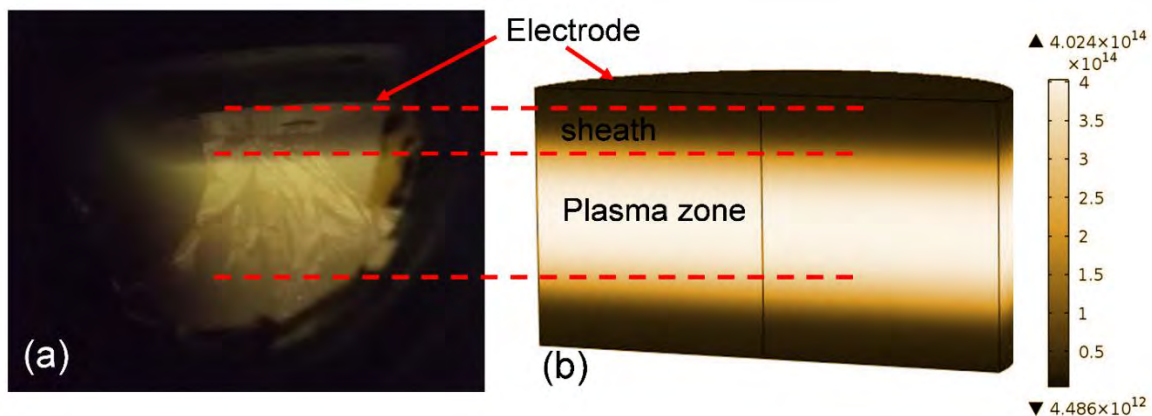 Electrode
▲ 4.024×10¹⁴
×10¹⁴
4
3.5
3
2.5
2
1.5
1
0.5
▼ 4.486×10¹²
sheath
Plasma zone
(a)
(b)